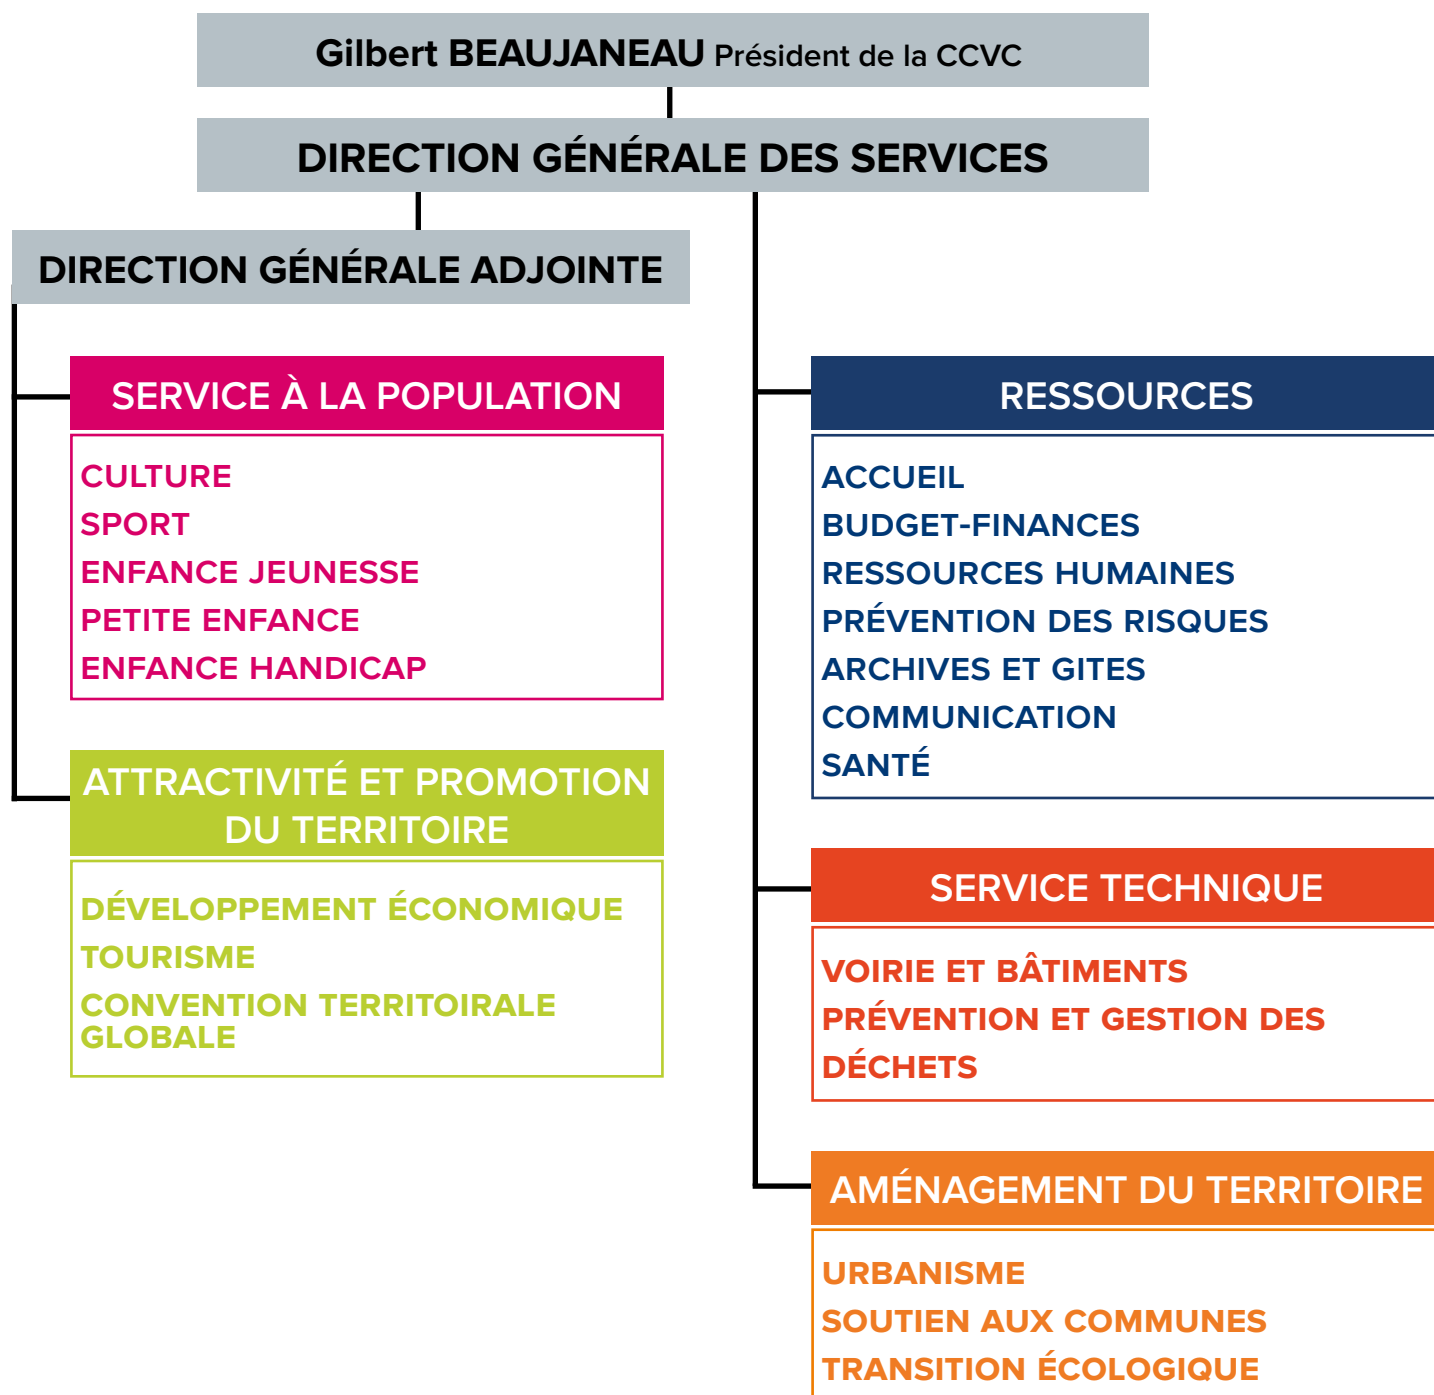 Gilbert BEAUJANEAU Président de la CCVC
DIRECTION GÉNÉRALE DES SERVICES
DIRECTION GÉNÉRALE ADJOINTE
SERVICE À LA POPULATION
CULTURE
SPORT
ENFANCE JEUNESSE
PETITE ENFANCE
ENFANCE HANDICAP
ATTRACTIVITÉ ET PROMOTION
DU TERRITOIRE
DÉVELOPPEMENT ÉCONOMIQUE
TOURISME
CONVENTION TERRITOIRALE
GLOBALE
RESSOURCES
ACCUEIL
BUDGET-FINANCES
RESSOURCES HUMAINES
PRÉVENTION DES RISQUES
ARCHIVES ET GITES
COMMUNICATION
SANTÉ
SERVICE TECHNIQUE
VOIRIE ET BÂTIMENTS
PRÉVENTION ET GESTION DES
DÉCHETS
AMÉNAGEMENT DU TERRITOIRE
URBANISME
SOUTIEN AUX COMMUNES
TRANSITION ÉCOLOGIQUE